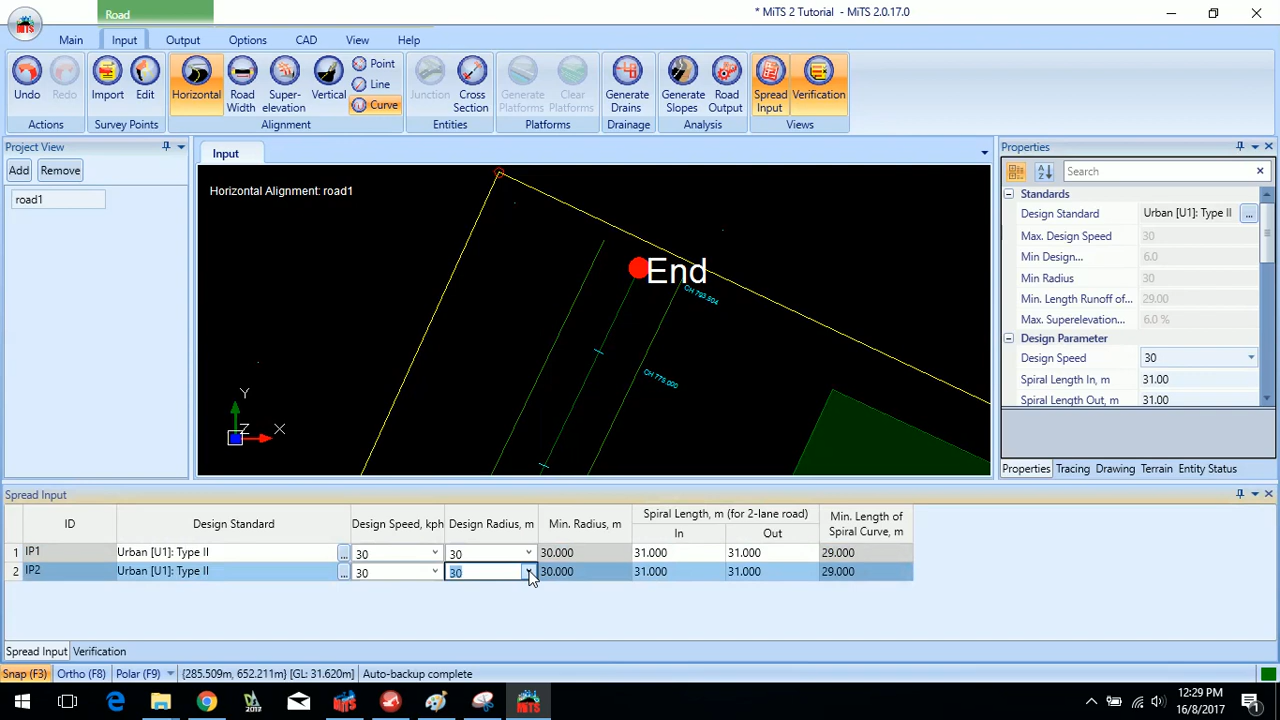 Road
* MiTS 2 Tutorial - MiTS 2.0.17.0
Main Input Output Options CAD View Help
Undo Redo Import Edit Horizontal Road Width Super-elevation Vertical Point Line Curve Junction Cross Section Generate Platforms Clear Platforms Generate Drains Generate Slopes Road Output Spread Input Verification
Actions Survey Points Alignment Entities Platforms Drainage Analysis Views
Project View
Add Remove
road1
Input
Horizontal Alignment: road1
End
CH 793.804
CH 775.000
Y
Z X
Properties
Search
Standards
Design Standard Urban [U1]: Type II ...
Max. Design Speed 30
Min Design... 6.0
Min Radius 30
Min. Length Runoff of... 29.00
Max. Superelevation... 6.0 %
Design Parameter
Design Speed 30
Spiral Length In, m 31.00
Spiral Length Out, m 31.00
Properties Tracing Drawing Terrain Entity Status
Spread Input
ID Design Standard Design Speed, kph Design Radius, m Min. Radius, m Spiral Length, m (for 2-lane road) In Out Min. Length of Spiral Curve, m
1 IP1 Urban [U1]: Type II ... 30 30 30.000 31.000 31.000 29.000
2 IP2 Urban [U1]: Type II ... 30 30 30.000 31.000 31.000 29.000
Spread Input Verification
Snap (F3) Ortho (F8) Polar (F9) {285.509m, 652.211m} [GL: 31.620m] Auto-backup complete
12:29 PM
16/8/2017